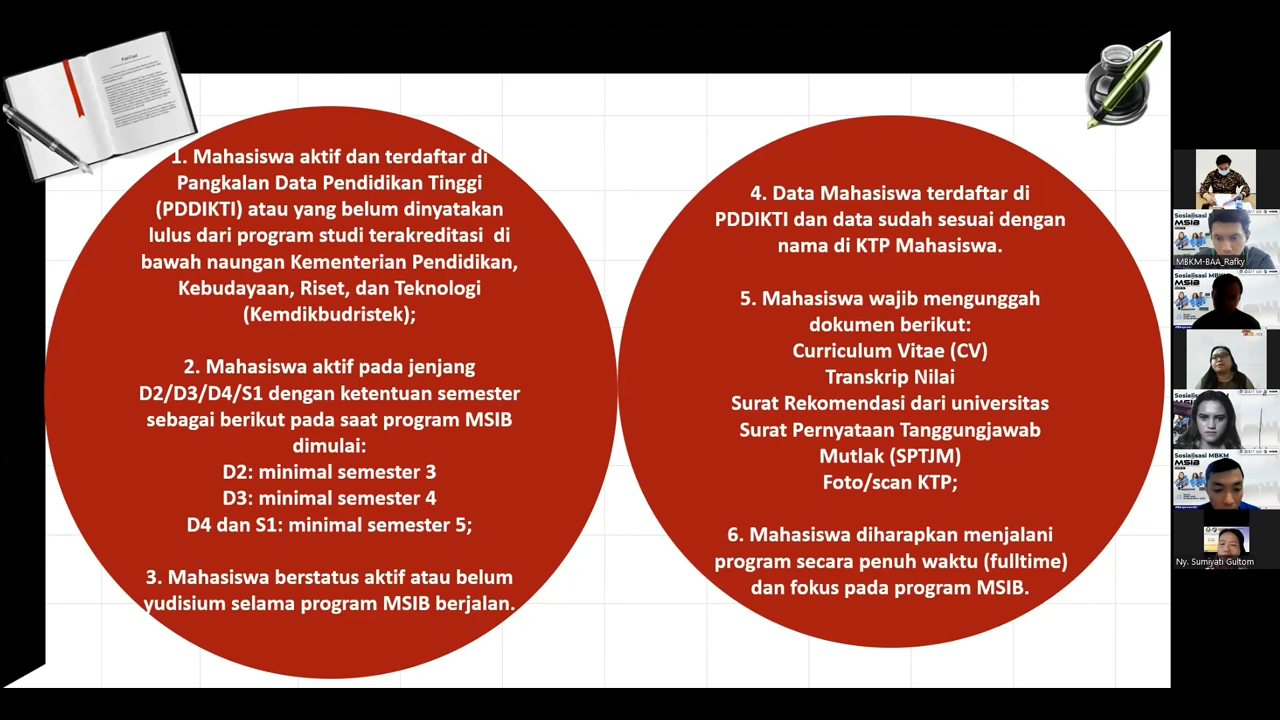 1. Mahasiswa aktif dan terdaftar di
Pangkalan Data Pendidikan Tinggi
(PDDIKTI) atau yang belum dinyatakan
lulus dari program studi terakreditasi di
bawah naungan Kementerian Pendidikan,
Kebudayaan, Riset, dan Teknologi
(Kemdikbudristek);
2. Mahasiswa aktif pada jenjang
D2/D3/D4/S1 dengan ketentuan semester
sebagai berikut pada saat program MSIB
dimulai:
D2: minimal semester 3
D3: minimal semester 4
D4 dan S1: minimal semester 5;
3. Mahasiswa berstatus aktif atau belum
yudisium selama program MSIB berjalan.
4. Data Mahasiswa terdaftar di
PDDIKTI dan data sudah sesuai dengan
nama di KTP Mahasiswa.
5. Mahasiswa wajib mengunggah
dokumen berikut:
Curriculum Vitae (CV)
Transkrip Nilai
Surat Rekomendasi dari universitas
Surat Pernyataan Tanggungjawab
Mutlak (SPTJM)
Foto/scan KTP;
6. Mahasiswa diharapkan menjalani
program secara penuh waktu (fulltime)
dan fokus pada program MSIB.
MBKM-BAA_Rafky
Sosialisasi MBKM
MSIB
Ny. Sumiyati Gultom